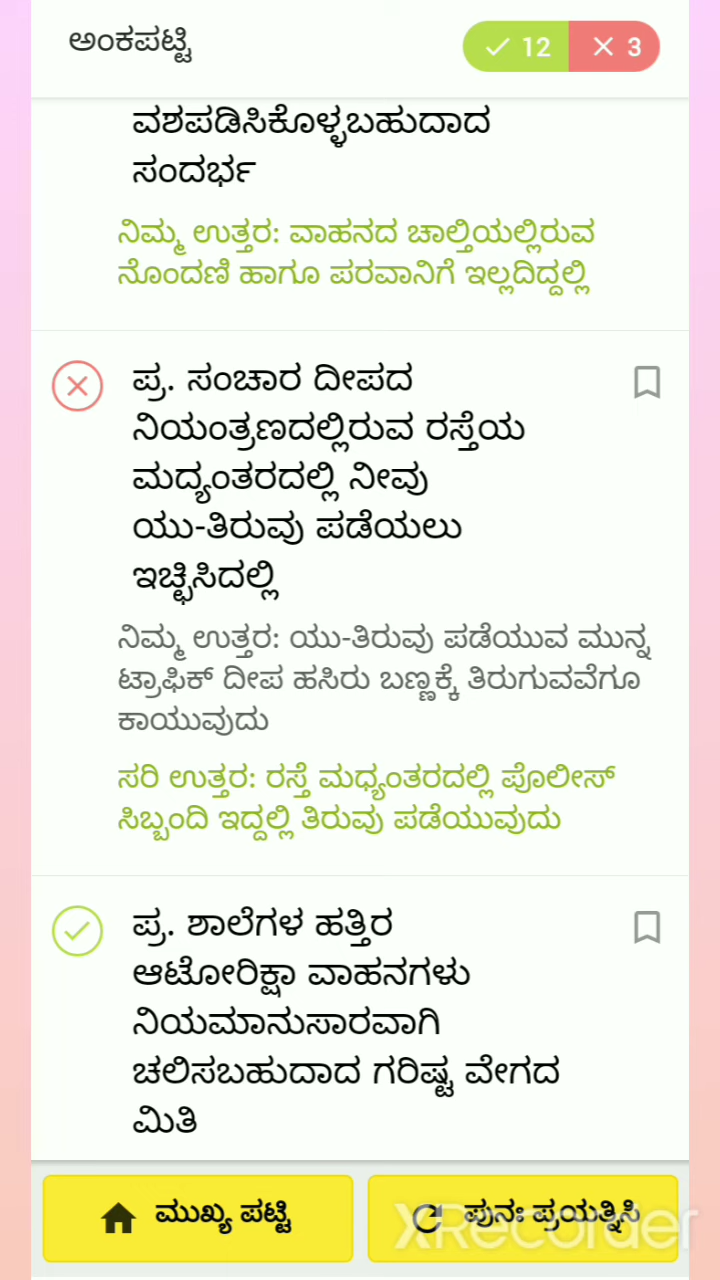 ಅಂಕಪಟ್ಟಿ
12 3
ವಶಪಡಿಸಿಕೊಳ್ಳಬಹುದಾದ
ಸಂದರ್ಭ
ನಿಮ್ಮ ಉತ್ತರ: ವಾಹನದ ಚಾಲ್ತಿಯಲ್ಲಿರುವ
ನೊಂದಣಿ ಹಾಗೂ ಪರವಾನಿಗೆ ಇಲ್ಲದಿದ್ದಲ್ಲಿ
ಪ್ರ. ಸಂಚಾರ ದೀಪದ
ನಿಯಂತ್ರಣದಲ್ಲಿರುವ ರಸ್ತೆಯ
ಮದ್ಯಂತರದಲ್ಲಿ ನೀವು
ಯು-ತಿರುವು ಪಡೆಯಲು
ಇಚ್ಛಿಸಿದಲ್ಲಿ
ನಿಮ್ಮ ಉತ್ತರ: ಯು-ತಿರುವು ಪಡೆಯುವ ಮುನ್ನ
ಟ್ರಾಫಿಕ್ ದೀಪ ಹಸಿರು ಬಣ್ಣಕ್ಕೆ ತಿರುಗುವವೆಗೂ
ಕಾಯುವುದು
ಸರಿ ಉತ್ತರ: ರಸ್ತೆ ಮಧ್ಯಂತರದಲ್ಲಿ ಪೊಲೀಸ್
ಸಿಬ್ಬಂದಿ ಇದ್ದಲ್ಲಿ ತಿರುವು ಪಡೆಯುವುದು
ಪ್ರ. ಶಾಲೆಗಳ ಹತ್ತಿರ
ಆಟೋರಿಕ್ಷಾ ವಾಹನಗಳು
ನಿಯಮಾನುಸಾರವಾಗಿ
ಚಲಿಸಬಹುದಾದ ಗರಿಷ್ಟ ವೇಗದ
ಮಿತಿ
ಮುಖ್ಯ ಪಟ್ಟಿ ಪುನಃ ಪ್ರಯತ್ನಿಸಿ
XRecorder